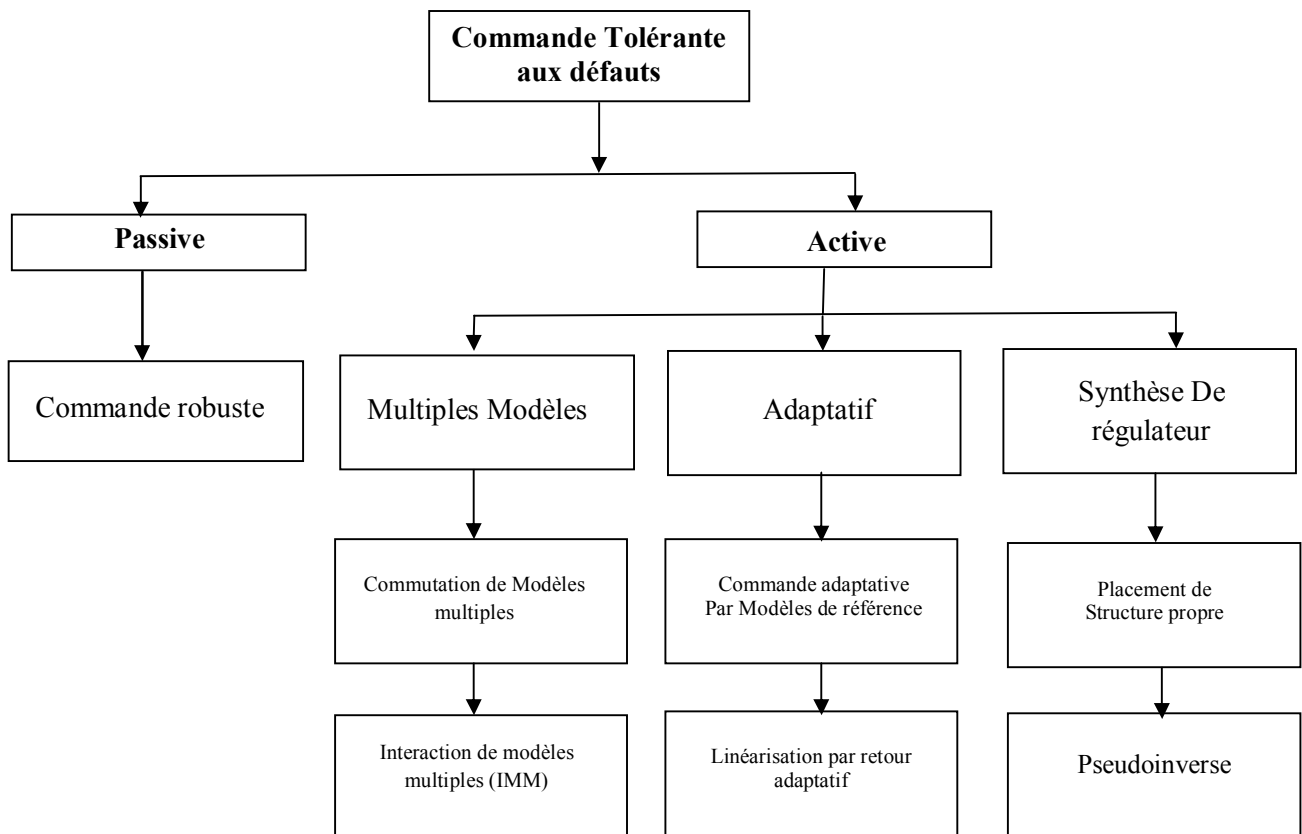 Commande Tolérante
aux défauts
Passive
Active
Commande robuste
Multiples Modèles
Adaptatif
Synthèse De
régulateur
Commutation de Modèles
multiples
Commande adaptative
Par Modèles de référence
Placement de
Structure propre
Interaction de modèles
multiples (IMM)
Linéarisation par retour
adaptatif
Pseudoinverse